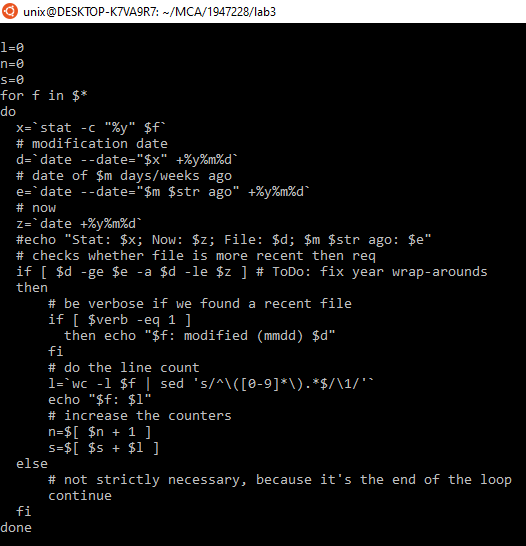 unix@DESKTOP-K7VA9R7: ~/MCA/1947228/lab3
l=0
n=0
s=0
for f in $*
do
  x=`stat -c "%y" $f`
  # modification date
  d=`date --date="$x" +%y%m%d`
  # date of $m days/weeks ago
  e=`date --date="$m $str ago" +%y%m%d`
  # now
  z=`date +%y%m%d`
  #echo "Stat: $x; Now: $z; File: $d; $m $str ago: $e"
  # checks whether file is more recent then req
  if [ $d -ge $e -a $d -le $z ] # ToDo: fix year wrap-arounds
  then
      # be verbose if we found a recent file
      if [ $verb -eq 1 ]
        then echo "$f: modified (mmdd) $d"
      fi
      # do the line count
      l=`wc -l $f | sed 's/^\([0-9]*\).*$/\1/'`
      echo "$f: $l"
      # increase the counters
      n=$[ $n + 1 ]
      s=$[ $s + $l ]
  else
      # not strictly necessary, because it's the end of the loop
      continue
  fi
done